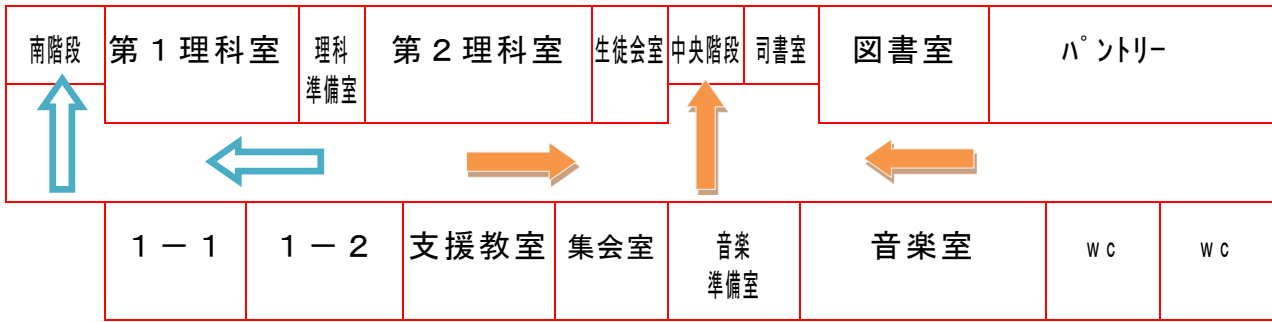 南階段
第１理科室
理科
準備室
第２理科室
生徒会室
中央階段
司書室
図書室
ﾊﾟﾝﾄﾘｰ
１－１
１－２
支援教室
集会室
音楽
準備室
音楽室
ｗｃ
ｗｃ